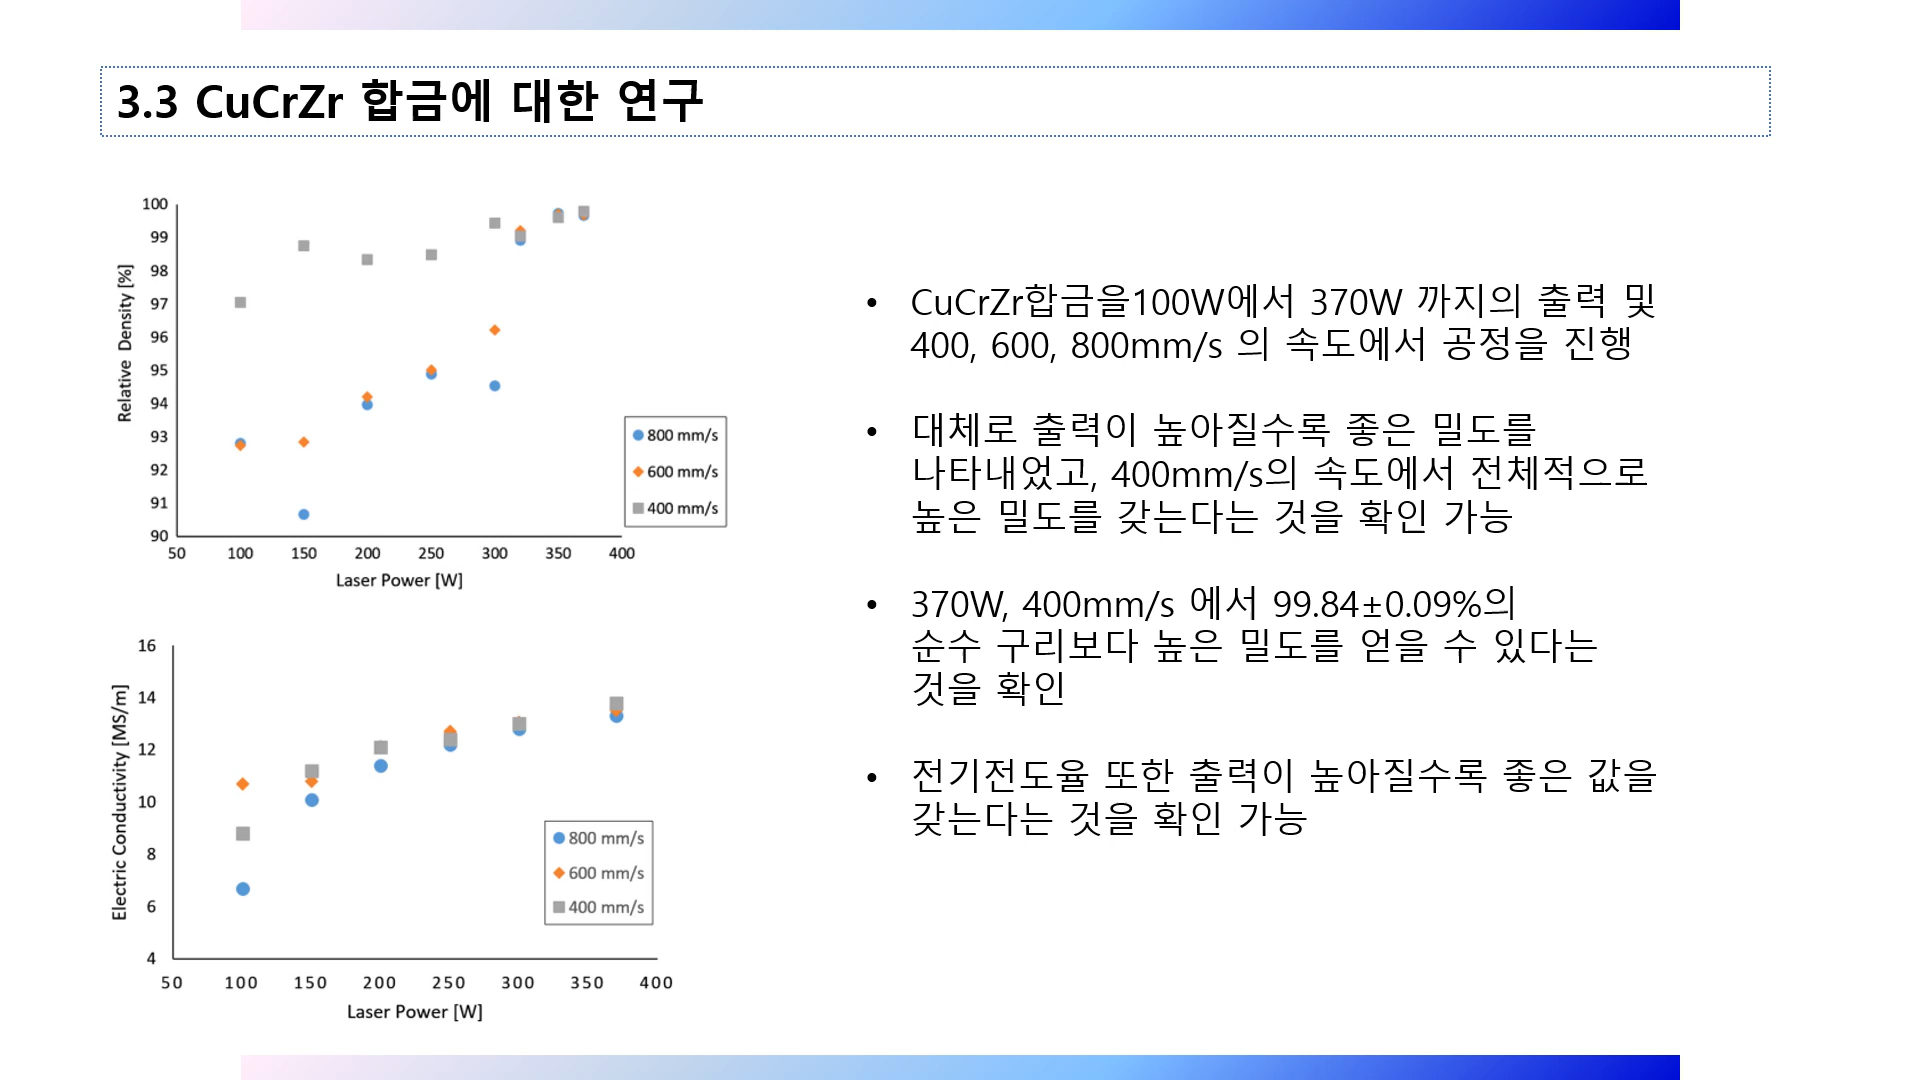 3.3 CuCrZr 합금에 대한 연구
100
99
98
97
96
95
94
93
92
91
90
Relative Density [%]
50 100 150 200 250 300 350 400
Laser Power [W]
800 mm/s
600 mm/s
400 mm/s
16
14
12
10
8
6
4
Electric Conductivity [MS/m]
50 100 150 200 250 300 350 400
Laser Power [W]
800 mm/s
600 mm/s
400 mm/s
• CuCrZr합금을100W에서 370W 까지의 출력 및
400, 600, 800mm/s 의 속도에서 공정을 진행
• 대체로 출력이 높아질수록 좋은 밀도를
나타내었고, 400mm/s의 속도에서 전체적으로
높은 밀도를 갖는다는 것을 확인 가능
• 370W, 400mm/s 에서 99.84±0.09%의
순수 구리보다 높은 밀도를 얻을 수 있다는
것을 확인
• 전기전도율 또한 출력이 높아질수록 좋은 값을
갖는다는 것을 확인 가능